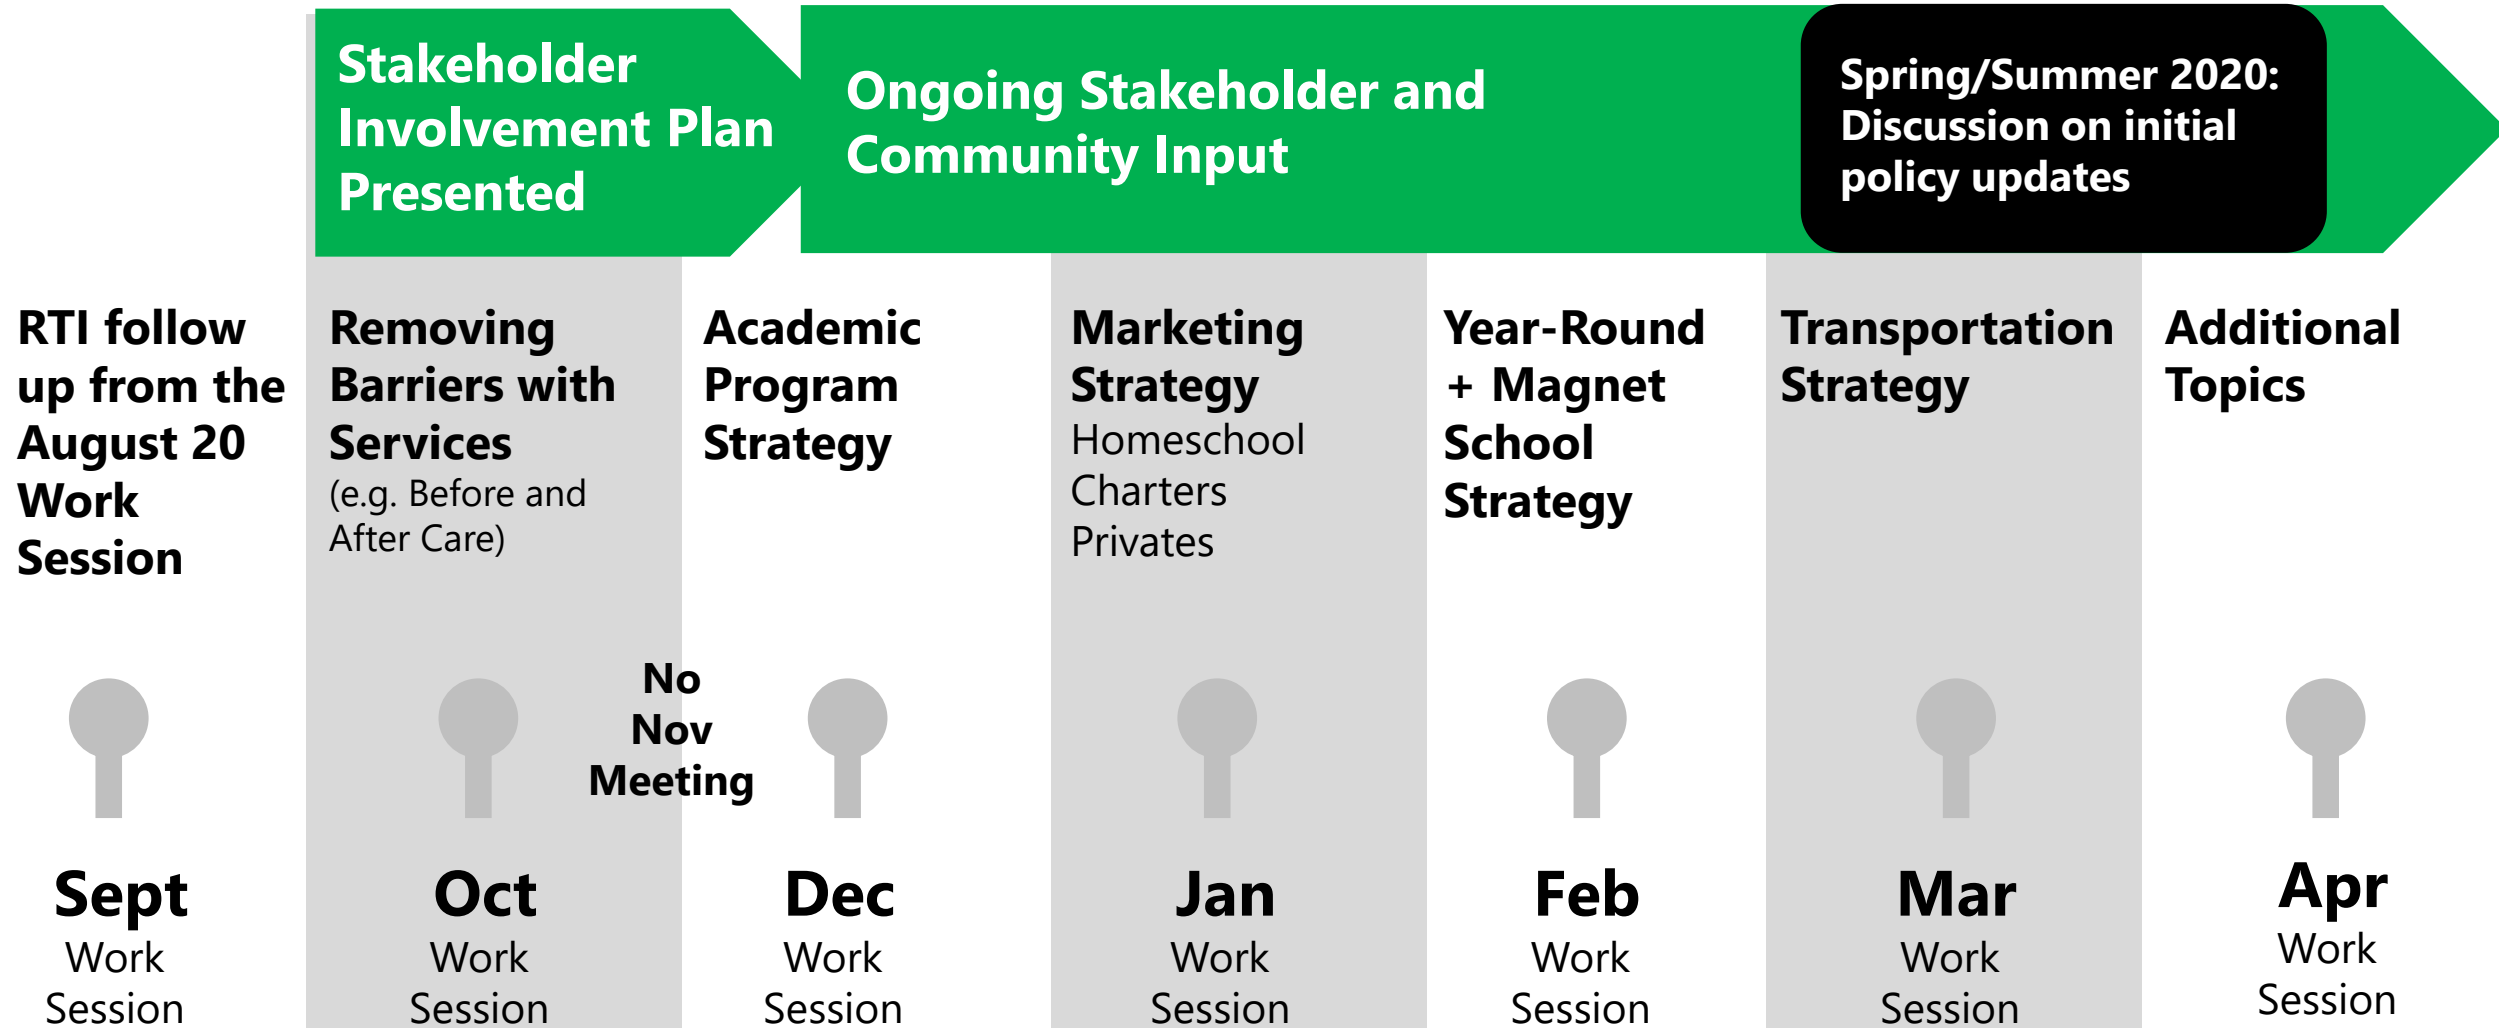 Stakeholder
Involvement Plan
Presented
Ongoing Stakeholder and
Community Input
Spring/Summer 2020:
Discussion on initial
policy updates
RTI follow
up from the
August 20
Work
Session
Removing
Barriers with
Services
(e.g. Before and
After Care)
Academic
Program
Strategy
Marketing
Strategy
Homeschool
Charters
Privates
Year-Round
+ Magnet
School
Strategy
Transportation
Strategy
Additional
Topics
No
Nov
Meeting
Sept
Work
Session
Oct
Work
Session
Dec
Work
Session
Jan
Work
Session
Feb
Work
Session
Mar
Work
Session
Apr
Work
Session